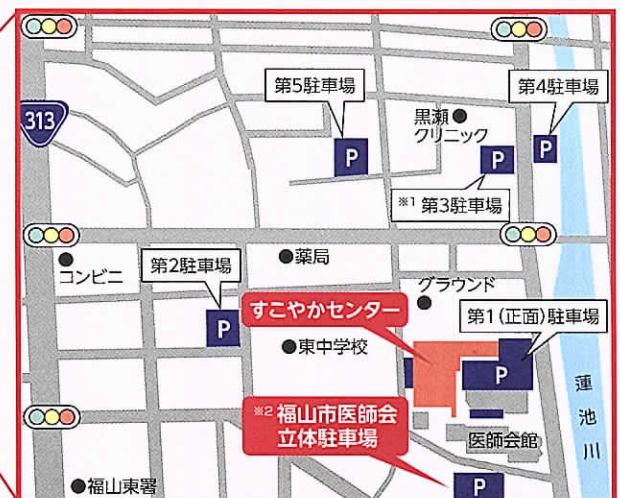 第5駐車場
第4駐車場
313
黒瀬
クリニック
P
P
P
※1 第3駐車場
コンビニ
第2駐車場
薬局
グラウンド
すこやかセンター
第1(正面)駐車場
P
東中学校
P
※2 福山市医師会
立体駐車場
医師会館
蓮池川
福山東署
P